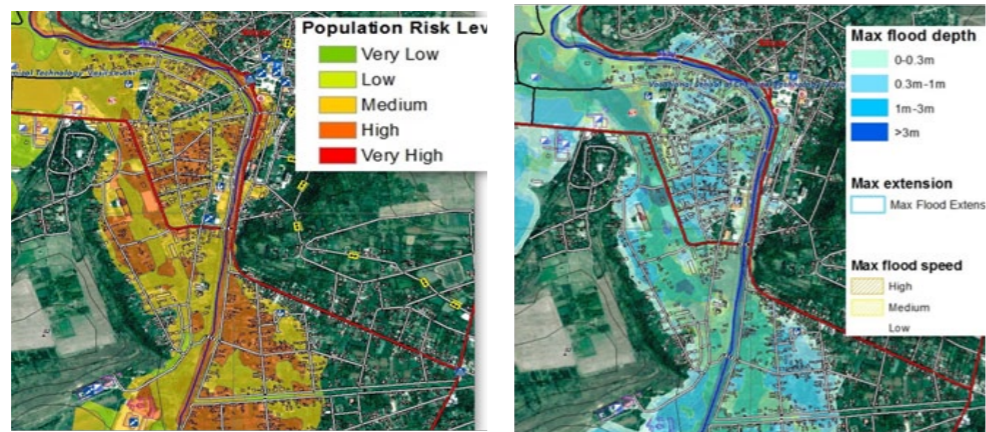 Population Risk Lev
Very Low
Low
Medium
High
Very High
Max flood depth
0-0.3m
0.3m-1m
1m-3m
>3m
Max extension
Max Flood Extens
Max flood speed
High
Medium
Low